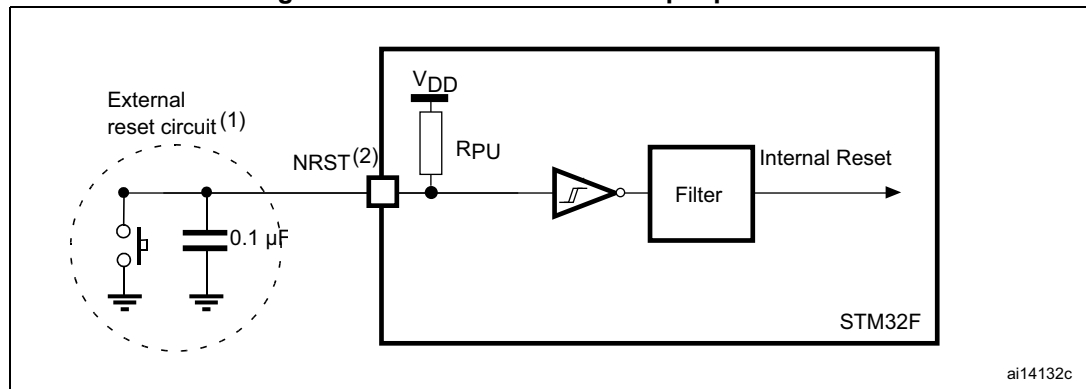 External
reset circuit(1)
NRST(2)
VDD
RPU
0.1 μF
Filter
Internal Reset
STM32F
ai14132c